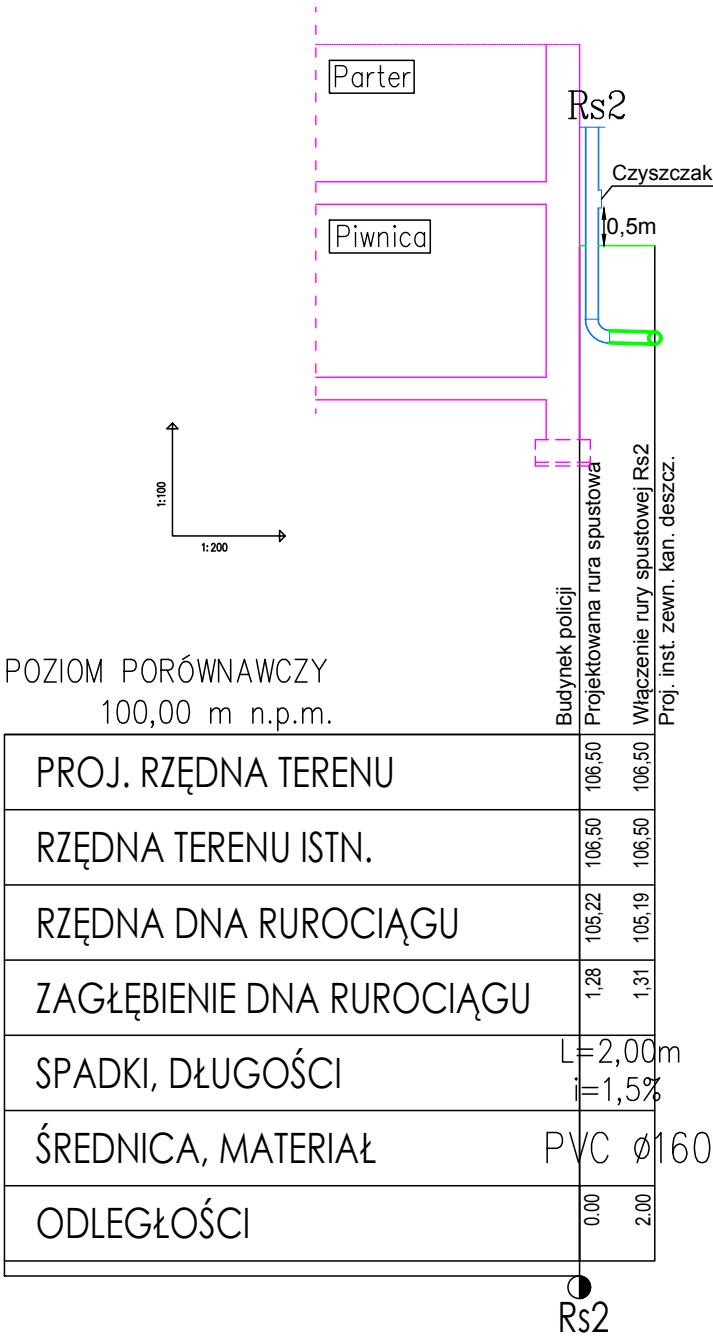 Parter
Rs2
Czyszczak
0,5m
Piwnica
1:100
1:200
Budynek policji
Projektowana rura spustowa
Włączenie rury spustowej Rs2
Proj. inst. zewn. kan. deszcz.
POZIOM PORÓWNAWCZY
100,00 m n.p.m.
PROJ. RZĘDNA TERENU 106,50 106,50
RZĘDNA TERENU ISTN. 106,50 106,50
RZĘDNA DNA RUROCIĄGU 105,22 105,19
ZAGŁĘBIENIE DNA RUROCIĄGU 1,28 1,31
SPADKI, DŁUGOŚCI L=2,00m
i=1,5%
ŚREDNICA, MATERIAŁ PVC ø160
ODLEGŁOŚCI 0.00 2.00
Rs2